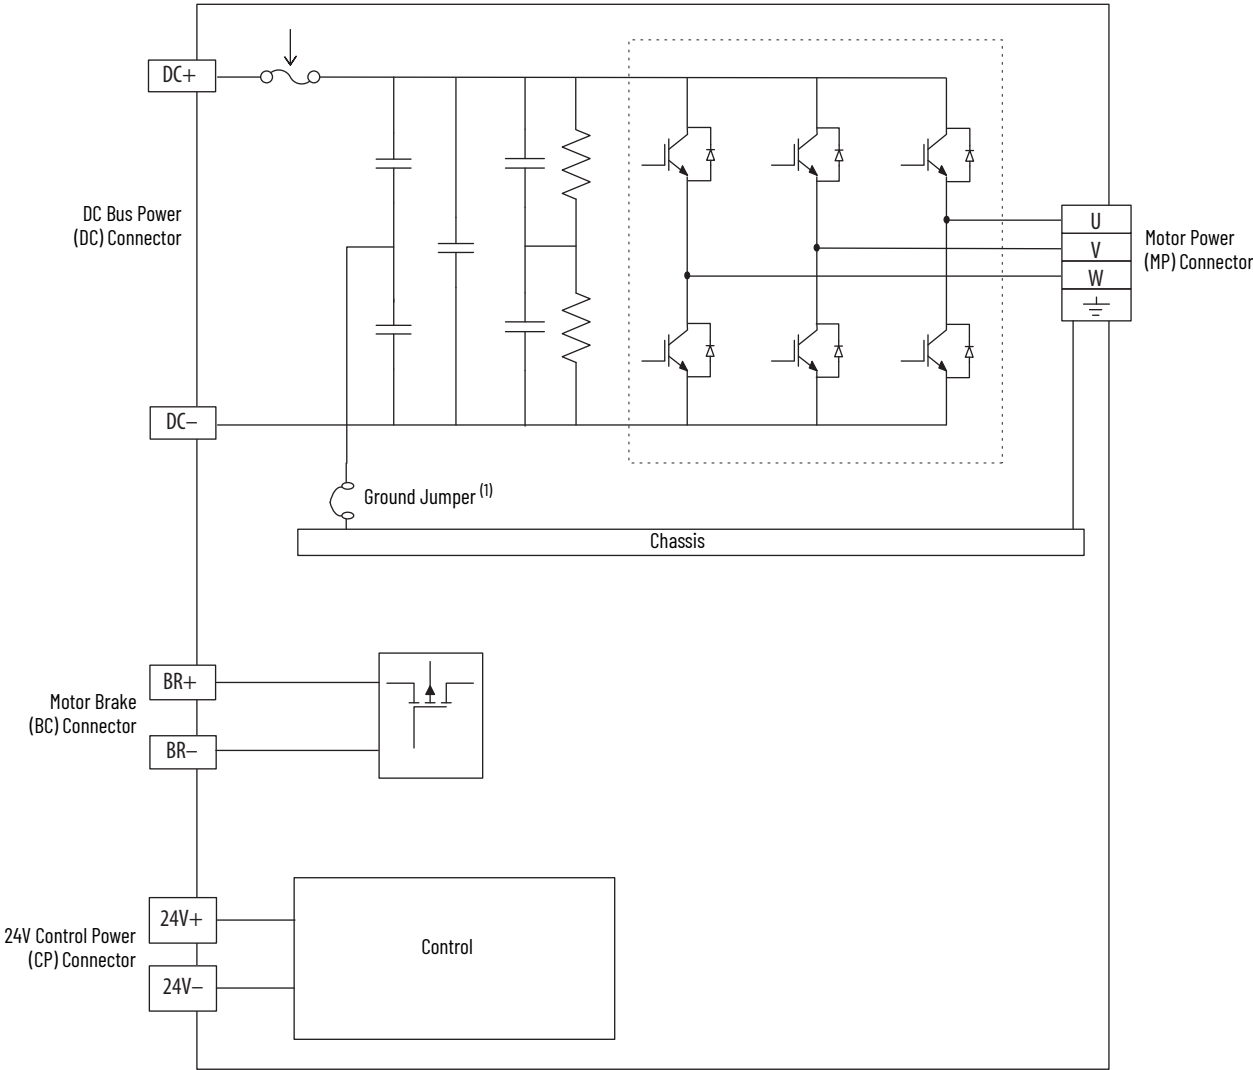 DC+
DC Bus Power
(DC) Connector
U
V
W
Motor Power
(MP) Connector
DC–
Ground Jumper (1)
Chassis
BR+
Motor Brake
(BC) Connector
BR–
24V+
24V Control Power
(CP) Connector
Control
24V–